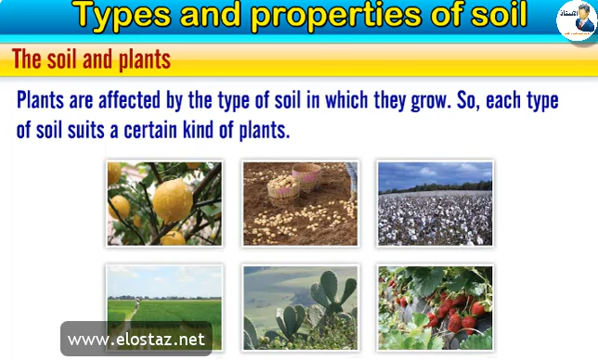 Types and properties of soil
الأستاذ
The soil and plants
Plants are affected by the type of soil in which they grow. So, each type
of soil suits a certain kind of plants.
www.elostaz.net